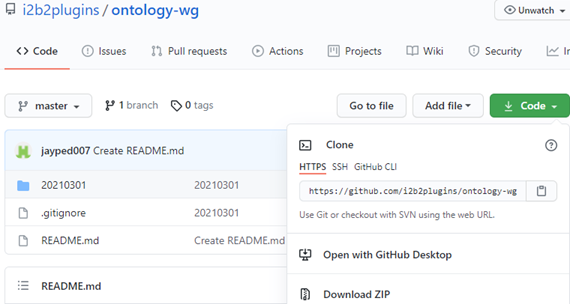 i2b2plugins / ontology-wg
Unwatch
Code Issues Pull requests Actions Projects Wiki Security
master 1 branch 0 tags Go to file Add file Code
jayped007 Create README.md
20210301 20210301
.gitignore 20210301
README.md Create README.md
README.md
Clone
HTTPS SSH GitHub CLI
https://github.com/i2b2plugins/ontology-wg
Use Git or checkout with SVN using the web URL.
Open with GitHub Desktop
Download ZIP